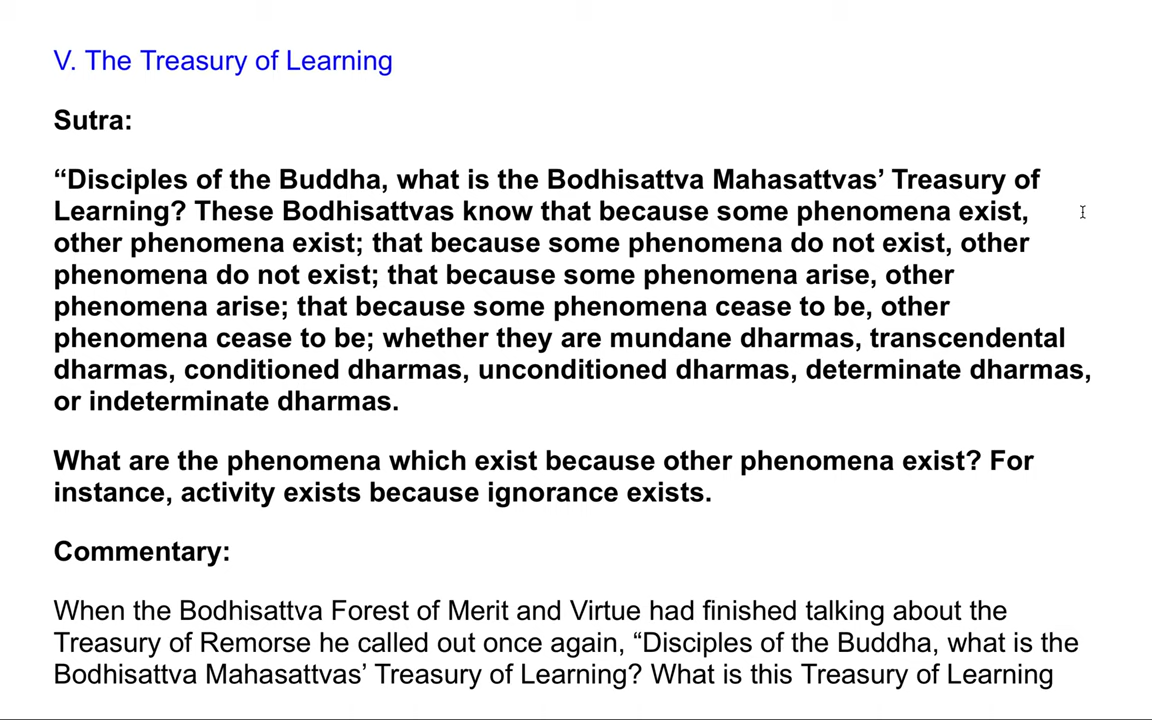 V. The Treasury of Learning
Sutra:
“Disciples of the Buddha, what is the Bodhisattva Mahasattvas’ Treasury of
Learning? These Bodhisattvas know that because some phenomena exist,
other phenomena exist; that because some phenomena do not exist, other
phenomena do not exist; that because some phenomena arise, other
phenomena arise; that because some phenomena cease to be, other
phenomena cease to be; whether they are mundane dharmas, transcendental
dharmas, conditioned dharmas, unconditioned dharmas, determinate dharmas,
or indeterminate dharmas.
What are the phenomena which exist because other phenomena exist? For
instance, activity exists because ignorance exists.
Commentary:
When the Bodhisattva Forest of Merit and Virtue had finished talking about the
Treasury of Remorse he called out once again, “Disciples of the Buddha, what is the
Bodhisattva Mahasattvas’ Treasury of Learning? What is this Treasury of Learning